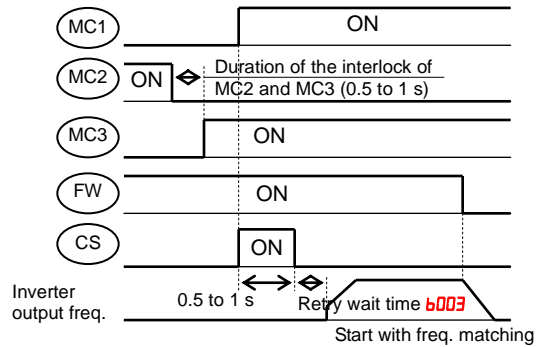 MC1
ON
MC2
ON
Duration of the interlock of
MC2 and MC3 (0.5 to 1 s)
MC3
ON
FW
ON
CS
ON
Inverter
output freq.
0.5 to 1 s
Retry wait time b003
Start with freq. matching